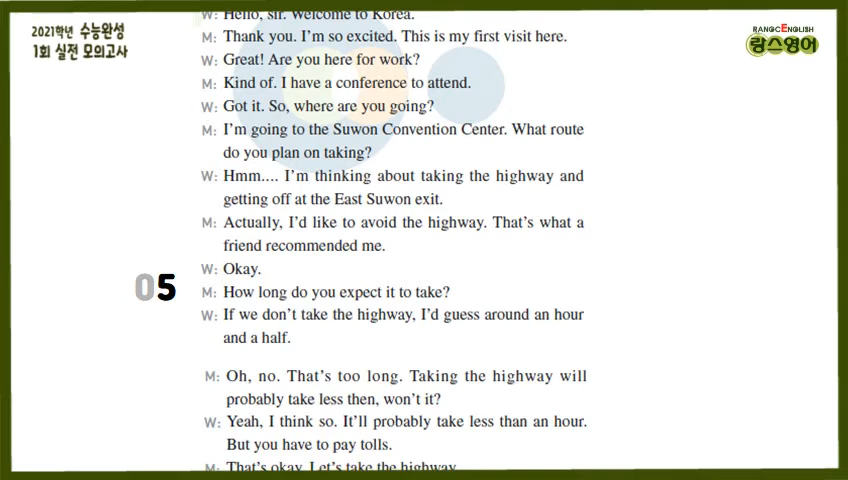 2021학년 수능완성
1회 실전 모의고사
RANGCENGLISH
랑스영어
W: Hello, sir. Welcome to Korea.
M: Thank you. I'm so excited. This is my first visit here.
W: Great! Are you here for work?
M: Kind of. I have a conference to attend.
W: Got it. So, where are you going?
M: I'm going to the Suwon Convention Center. What route
do you plan on taking?
W: Hmm.... I'm thinking about taking the highway and
getting off at the East Suwon exit.
M: Actually, I'd like to avoid the highway. That's what a
friend recommended me.
W: Okay.
05
M: How long do you expect it to take?
W: If we don't take the highway, I'd guess around an hour
and a half.
M: Oh, no. That's too long. Taking the highway will
probably take less then, won't it?
W: Yeah, I think so. It'll probably take less than an hour.
But you have to pay tolls.
M: That's okay. Let's take the highway.